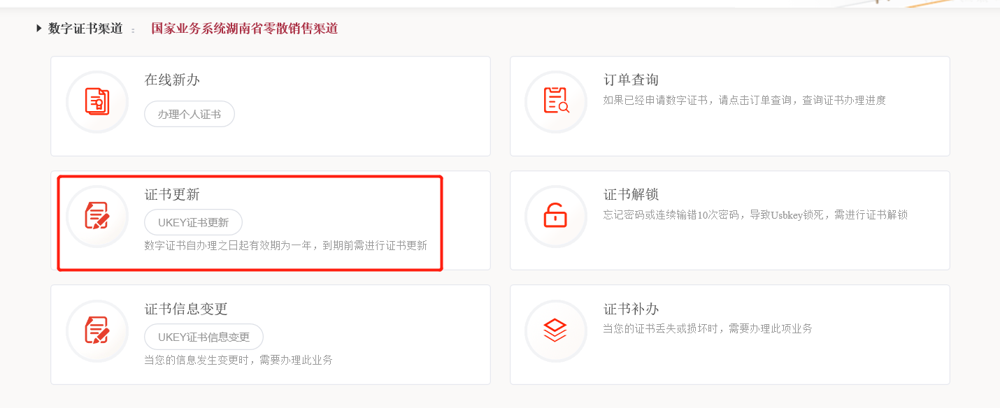 数字证书渠道 : 国家业务系统湖南省零散销售渠道
在线新办
办理个人证书
订单查询
如果已经申请数字证书，请点击订单查询，查询证书办理进度
证书更新
UKEY证书更新
数字证书自办理之日起有效期为一年，到期前需进行证书更新
证书解锁
忘记密码或连续输错10次密码，导致Usbkey锁死，需进行证书解锁
证书信息变更
UKEY证书信息变更
当您的信息发生变更时，需要办理此业务
证书补办
当您的证书丢失或损坏时，需要办理此项业务